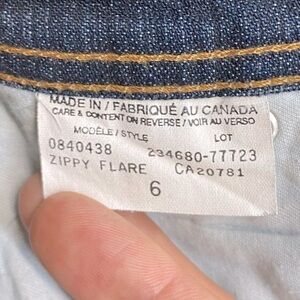 MADE IN / FABRIQUÉ AU CANADA
CARE & CONTENT ON REVERSE / VOIR AU VERSO
MODÈLE / STYLE LOT
0840438 234680-77723
ZIPPY FLARE CA20781
6